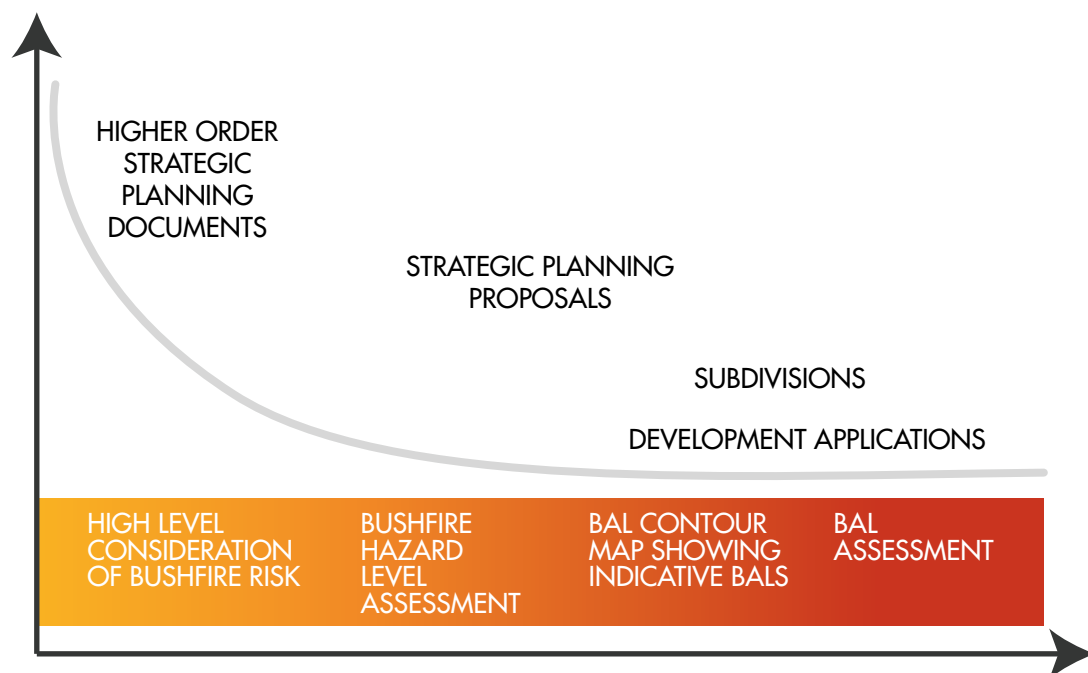 HIGHER ORDER
STRATEGIC
PLANNING
DOCUMENTS
STRATEGIC PLANNING
PROPOSALS
SUBDIVISIONS
DEVELOPMENT APPLICATIONS
HIGH LEVEL
CONSIDERATION
OF BUSHFIRE RISK
BUSHFIRE
HAZARD
LEVEL
ASSESSMENT
BAL CONTOUR
MAP SHOWING
INDICATIVE BALS
BAL
ASSESSMENT